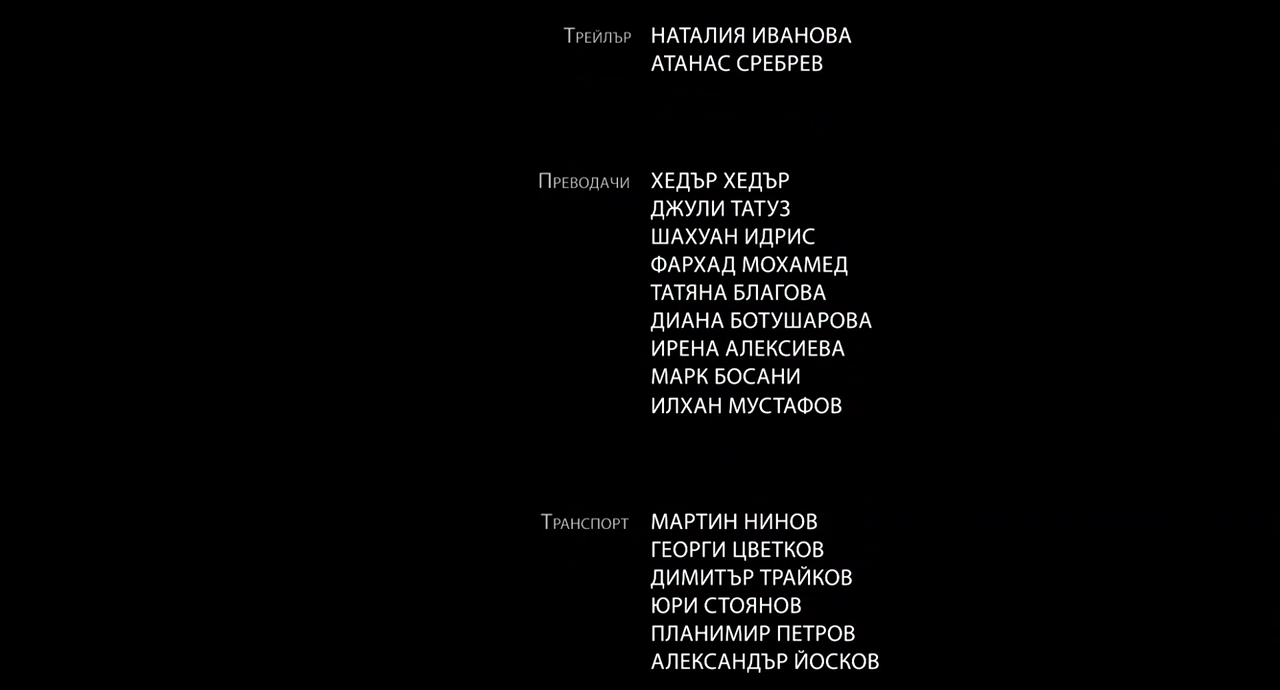 Трейлър НАТАЛИЯ ИВАНОВА
АТАНАС СРЕБРЕВ
Преводачи ХЕДЪР ХЕДЪР
ДЖУЛИ ТАТУЗ
ШАХУАН ИДРИС
ФАРХАД МОХАМЕД
ТАТЯНА БЛАГОВА
ДИАНА БОТУШАРОВА
ИРЕНА АЛЕКСИЕВА
МАРК БОСАНИ
ИЛХАН МУСТАФОВ
Транспорт МАРТИН НИНОВ
ГЕОРГИ ЦВЕТКОВ
ДИМИТЪР ТРАЙКОВ
ЮРИ СТОЯНОВ
ПЛАНИМИР ПЕТРОВ
АЛЕКСАНДЪР ЙОСКОВ